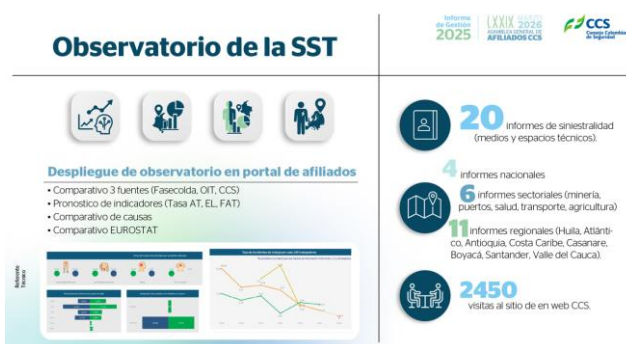 Observatorio de la SST
Informe
de Gestión
2025
LXXIX
2026
ASAMBLEA GENERAL DE
AFILIADOS CCS
CCS
Consejo Colombiano
de Seguridad
Despliegue de observatorio en portal de afiliados
• Comparativo 3 fuentes (Fasecolda, OIT, CCS)
• Pronostico de indicadores (Tasa AT, EL, FAT)
• Comparativo de causas
• Comparativo EUROSTAT
Referente
Técnico
20 informes de siniestralidad
(medios y espacios técnicos).
4
informes nacionales
6 informes sectoriales (minería,
puertos, salud, transporte, agricultura)
11 informes regionales (Huila, Atlánti-
co, Antioquia, Costa Caribe, Casanare,
Boyacá, Santander, Valle del Cauca).
2450
visitas al sitio de en web CCS.